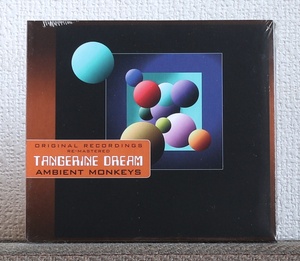 ORIGINAL RECORDINGS
RE-MASTERED
TANGERINE DREAM
AMBIENT MONKEYS